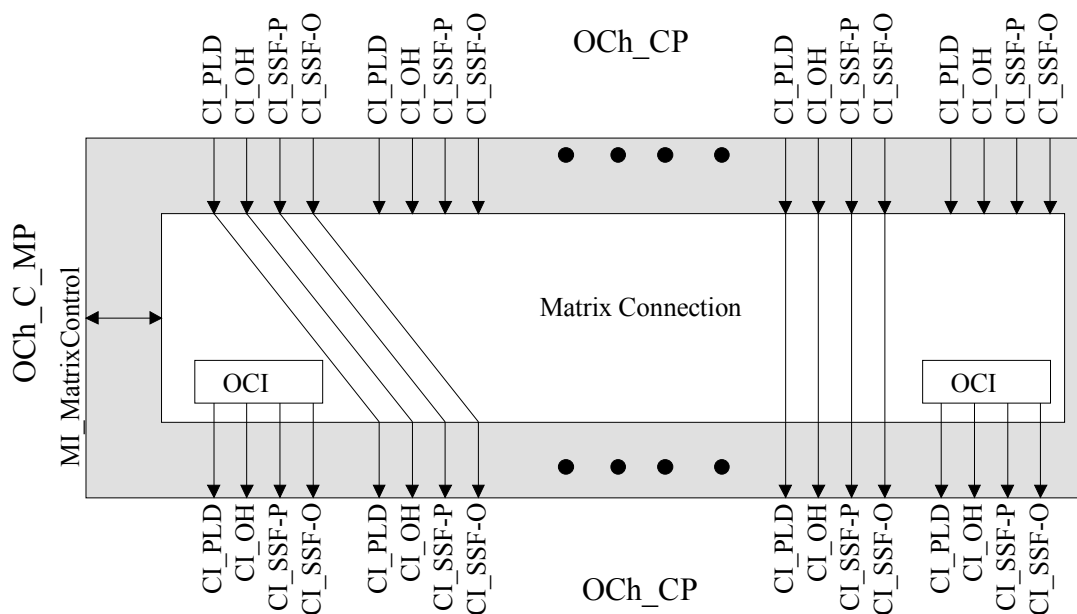 OCh_CP
CI_PLD
CI_OH
CI_SSF-P
CI_SSF-O
CI_PLD
CI_OH
CI_SSF-P
CI_SSF-O
CI_PLD
CI_OH
CI_SSF-P
CI_SSF-O
CI_PLD
CI_OH
CI_SSF-P
CI_SSF-O
OCh_C_MP
MI_MatrixControl
Matrix Connection
OCI
OCI
CI_PLD
CI_OH
CI_SSF-P
CI_SSF-O
CI_PLD
CI_OH
CI_SSF-P
CI_SSF-O
CI_PLD
CI_OH
CI_SSF-P
CI_SSF-O
CI_PLD
CI_OH
CI_SSF-P
CI_SSF-O
OCh_CP